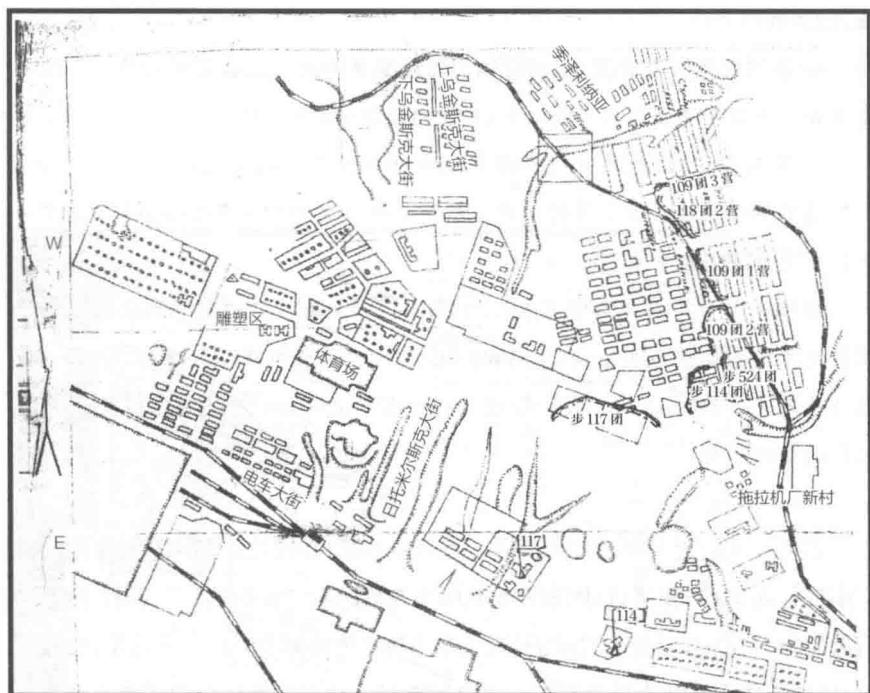 秦泽利纳亚
上乌金斯克大街
下乌金斯克大街
2
109团3营
118团2营
W
109团1营
雕塑区
109团2营
体育场
步524团
步114团
步117团
日托米尔斯克大街
电车大街
拖拉机厂新村
E
117
114